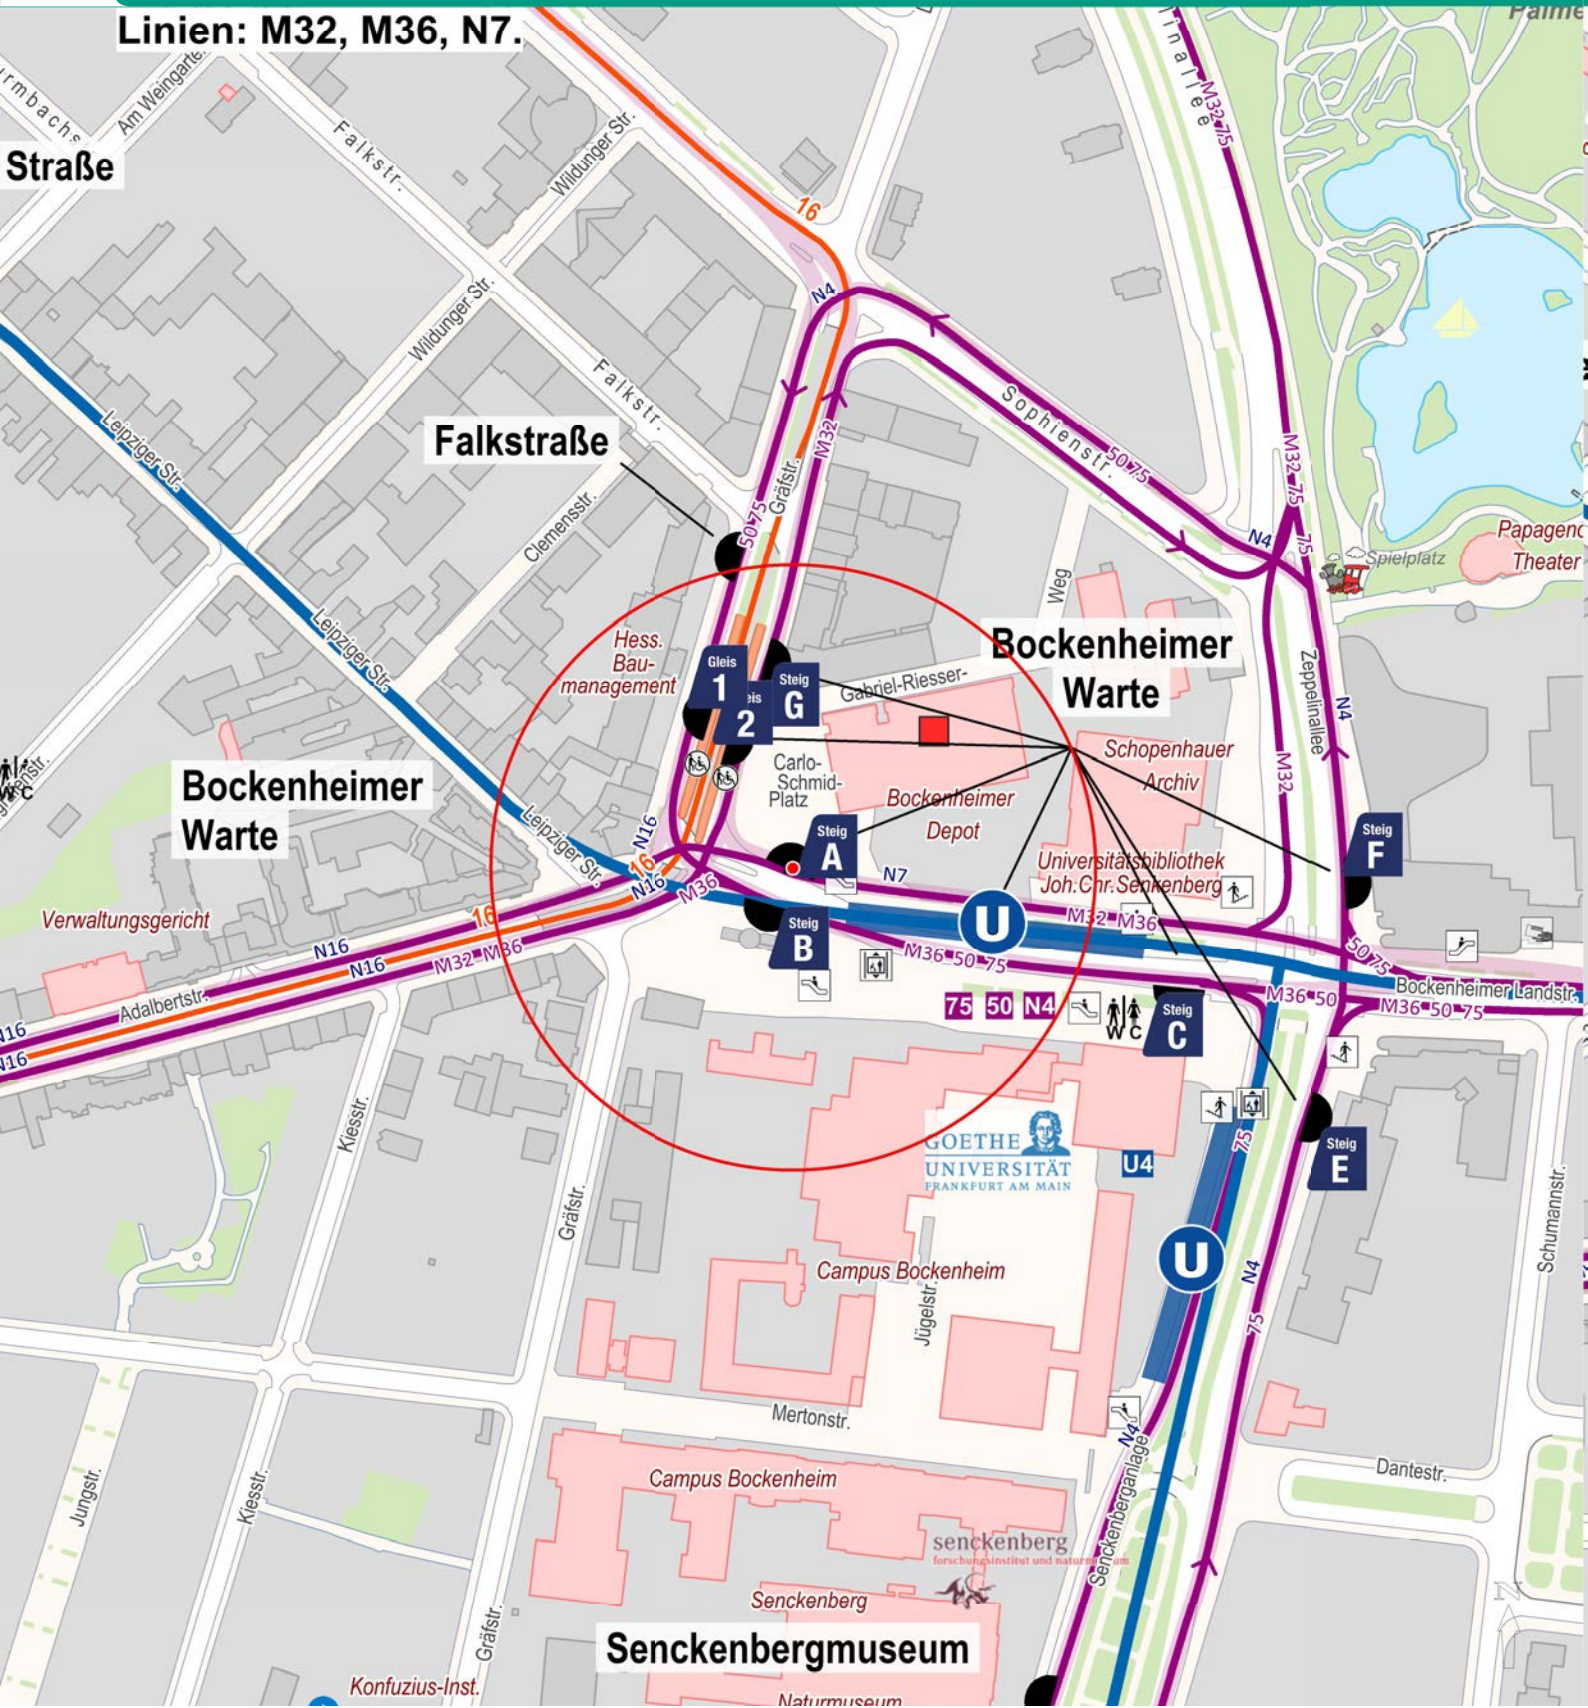 Linien: M32, M36, N7.
Am Weingarten
Straße
Falkstr.
Wildunger Str.
16
M32 75
N4
Wildunger Str.
Falkstr.
Leipziger Str.
Falkstraße
Clemensstr.
M32
Gräfstr.
50 75
Sophienstr.
50 75
M32 75
N4
75
Spielplatz
Papageno
Theater
Weg
Leipziger Str.
Hess.
Bau-
management
Bockenheimer
Warte
Gleis
1
2
Steig
G
Gabriel-Riesser-
Zeppelinallee
N4
Schopenhauer
Archiv
Carlo-
Schmid-
Platz
Bockenheimer
Depot
M32
Bockenheimer
Warte
WC
Leipziger Str.
N16
Steig
A
Steig
F
16
N16
M36
N7
Universitätsbibliothek
Joh.Chr.Senkenberg
Verwaltungsgericht
16
N16
N16
M32 M36
Steig
B
U
M32 M36
M36 50 75
50 75
Bockenheimer Landstr.
Adalbertstr.
N16
N16
75 50 N4
WC
Steig
C
M36 50
M36 50 75
Kiesstr.
GOETHE
UNIVERSITÄT
FRANKFURT AM MAIN
U4
75
Steig
E
Gräfstr.
Schumannstr.
U
N4
Campus Bockenheim
Jügelstr.
75
Mertonstr.
N4
Dantestr.
Jungstr.
Kiesstr.
Campus Bockenheim
Senckenberganlage
senckenberg
Senckenberg
Gräfstr.
Senckenbergmuseum
Konfuzius-Inst.
Naturmuseum
N